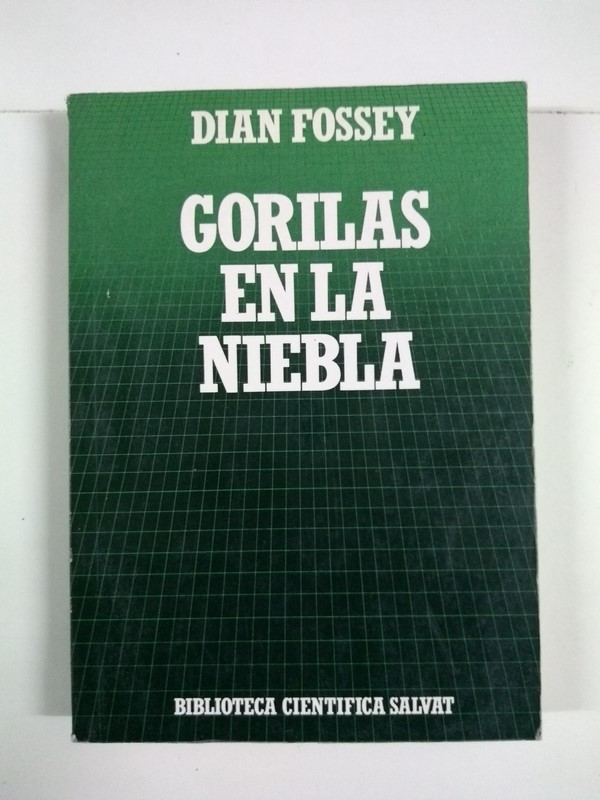 DIAN FOSSEY
GORILAS
EN LA
NIEBLA
BIBLIOTECA CIENTIFICA SALVAT